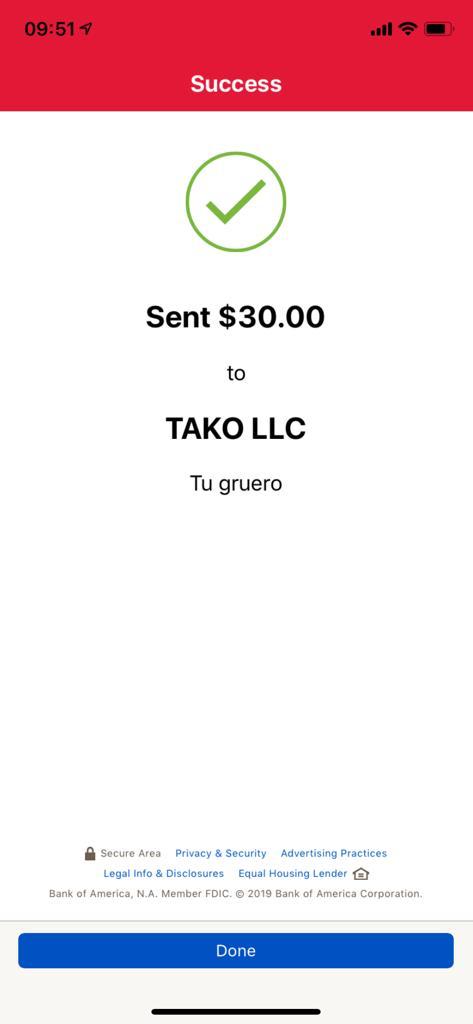 09:51
Success
Sent $30.00
to
TAKO LLC
Tu gruero
Secure Area Privacy & Security Advertising Practices
Legal Info & Disclosures Equal Housing Lender
Bank of America, N.A. Member FDIC. © 2019 Bank of America Corporation.
Done